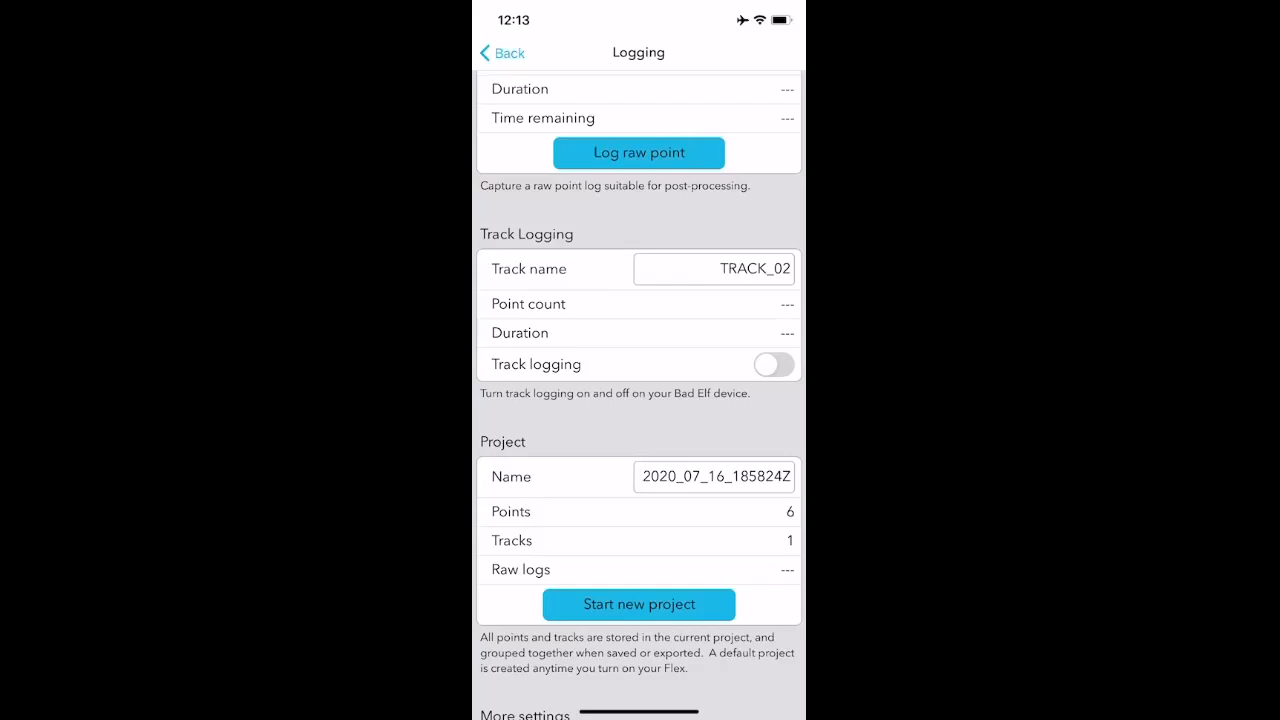 12:13
Back
Logging
Duration ---
Time remaining ---
Log raw point
Capture a raw point log suitable for post-processing.
Track Logging
Track name TRACK_02
Point count ---
Duration ---
Track logging
Turn track logging on and off on your Bad Elf device.
Project
Name 2020_07_16_185824Z
Points 6
Tracks 1
Raw logs ---
Start new project
All points and tracks are stored in the current project, and
grouped together when saved or exported. A default project
is created anytime you turn on your Flex.
More settings